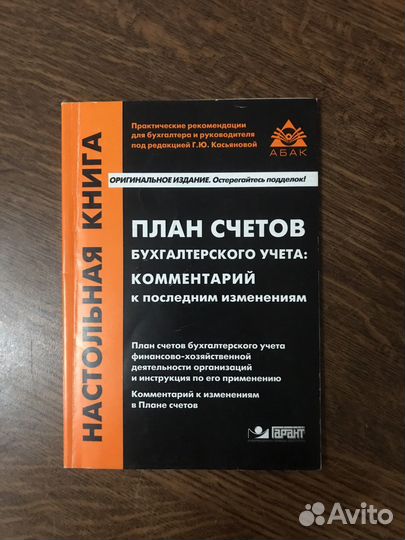 НАСТОЛЬНАЯ КНИГА
Практические рекомендации
для бухгалтера и руководителя
под редакцией Г.Ю. Касьяновой
АБАК
ОРИГИНАЛЬНОЕ ИЗДАНИЕ. Остерегайтесь подделок!
ПЛАН СЧЕТОВ
БУХГАЛТЕРСКОГО УЧЕТА:
КОММЕНТАРИЙ
к последним изменениям
План счетов бухгалтерского учета
финансово-хозяйственной
деятельности организаций
и инструкция по его применению
Комментарий к изменениям
в Плане счетов
ГАРАНТ
Avito